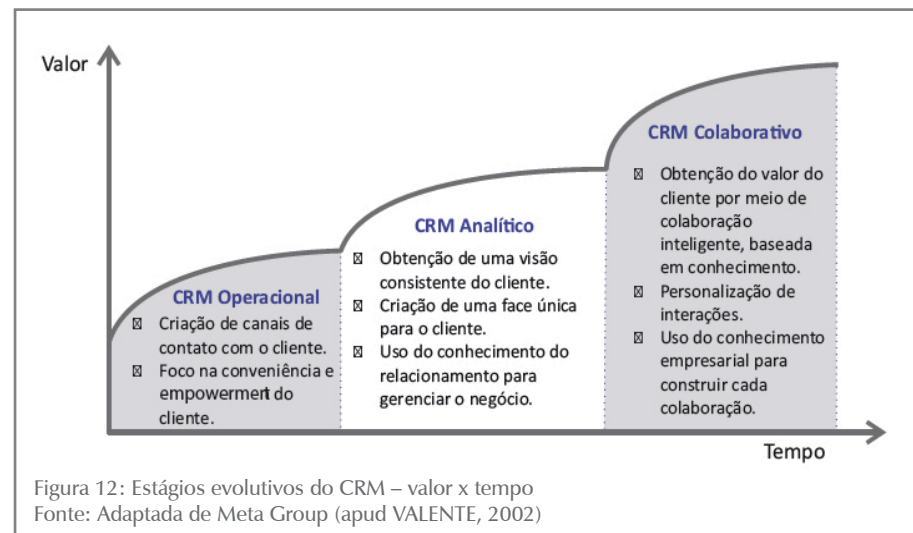 Valor
CRM Operacional
Criação de canais de
contato com o cliente.
Foco na conveniência e
empowerment do
cliente.
CRM Analítico
Obtenção de uma visão
consistente do cliente.
Criação de uma face única
para o cliente.
Uso do conhecimento do
relacionamento para
gerenciar o negócio.
CRM Colaborativo
Obtenção do valor do
cliente por meio de
colaboração
inteligente, baseada
em conhecimento.
Personalização de
interações.
Uso do conhecimento
empresarial para
construir cada
colaboração.
Tempo
Figura 12: Estágios evolutivos do CRM – valor x tempo
Fonte: Adaptada de Meta Group (apud VALENTE, 2002)